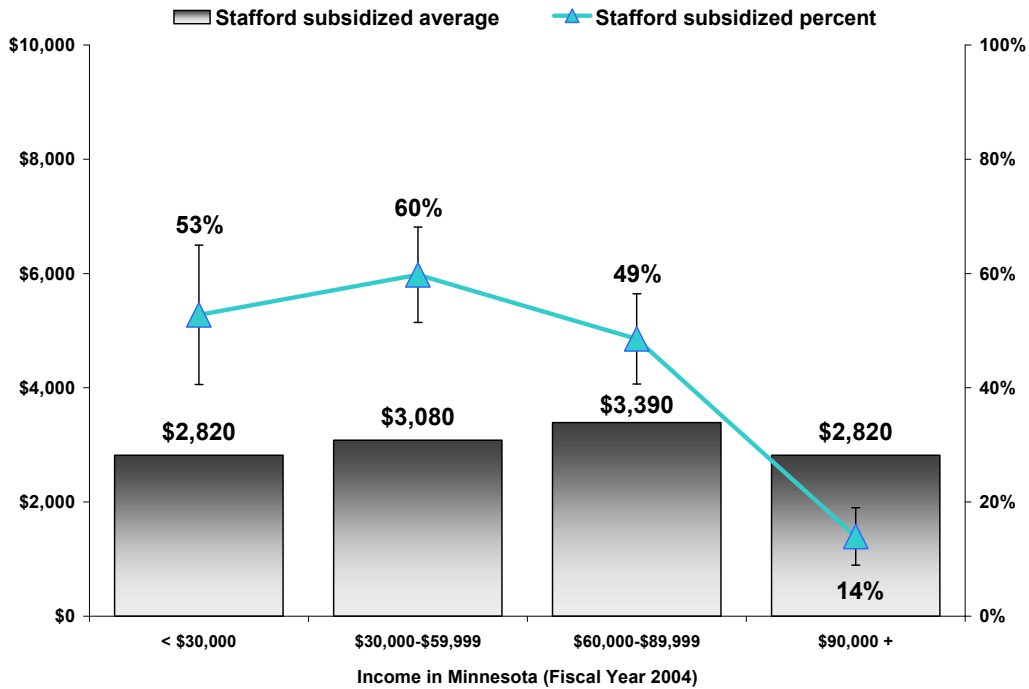 Stafford subsidized average Stafford subsidized percent
$10,000 100%
$8,000 80%
53% 60%
$6,000 49% 60%
$4,000 40%
$2,820 $3,080 $3,390 $2,820
$2,000 20%
14%
$0 0%
< $30,000 $30,000-$59,999 $60,000-$89,999 $90,000 +
Income in Minnesota (Fiscal Year 2004)